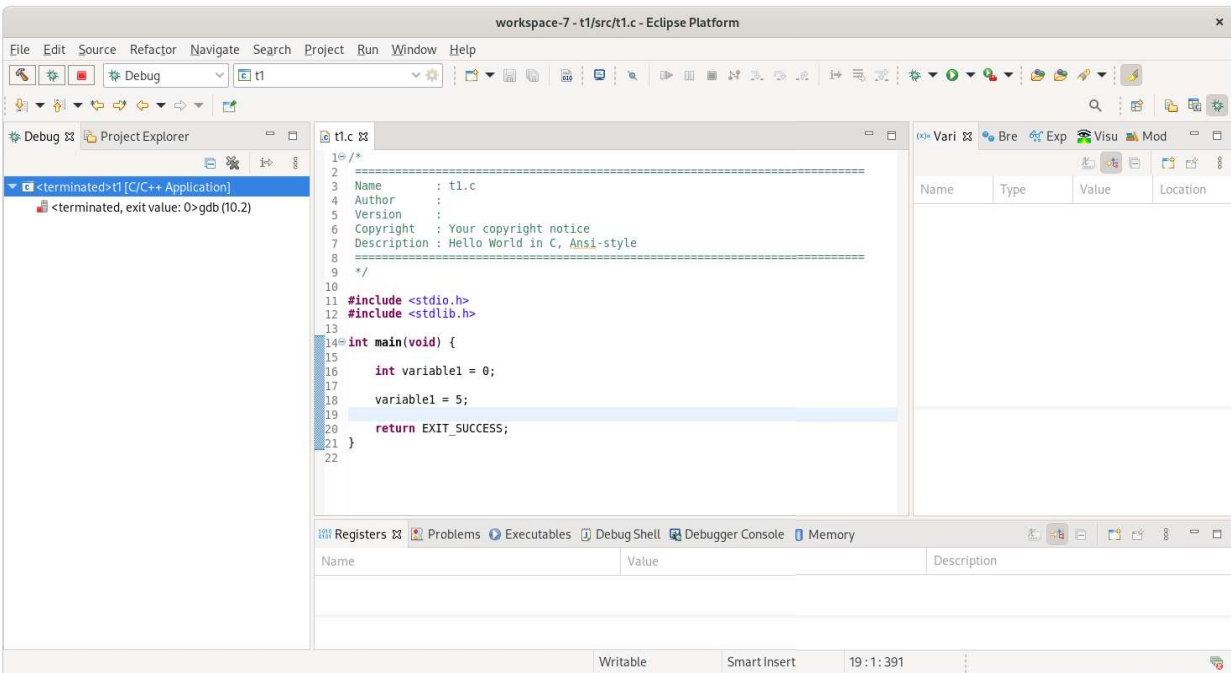 workspace-7 - t1/src/t1.c - Eclipse Platform
File Edit Source Refactor Navigate Search Project Run Window Help
Debug t1
Debug Project Explorer
<terminated>t1 [C/C++ Application]
<terminated, exit value: 0>gdb (10.2)
t1.c
1 /*
2 ============================================================================
3 Name : t1.c
4 Author :
5 Version :
6 Copyright : Your copyright notice
7 Description : Hello World in C, Ansi-style
8 ============================================================================
9 */
10
11 #include <stdio.h>
12 #include <stdlib.h>
13
14 int main(void) {
15
16 int variable1 = 0;
17
18 variable1 = 5;
19
20 return EXIT_SUCCESS;
21 }
22
(x)= Vari Bre Exp Visu Mod
Name Type Value Location
Registers Problems Executables Debug Shell Debugger Console Memory
Name Value Description
Writable Smart Insert 19 : 1 : 391